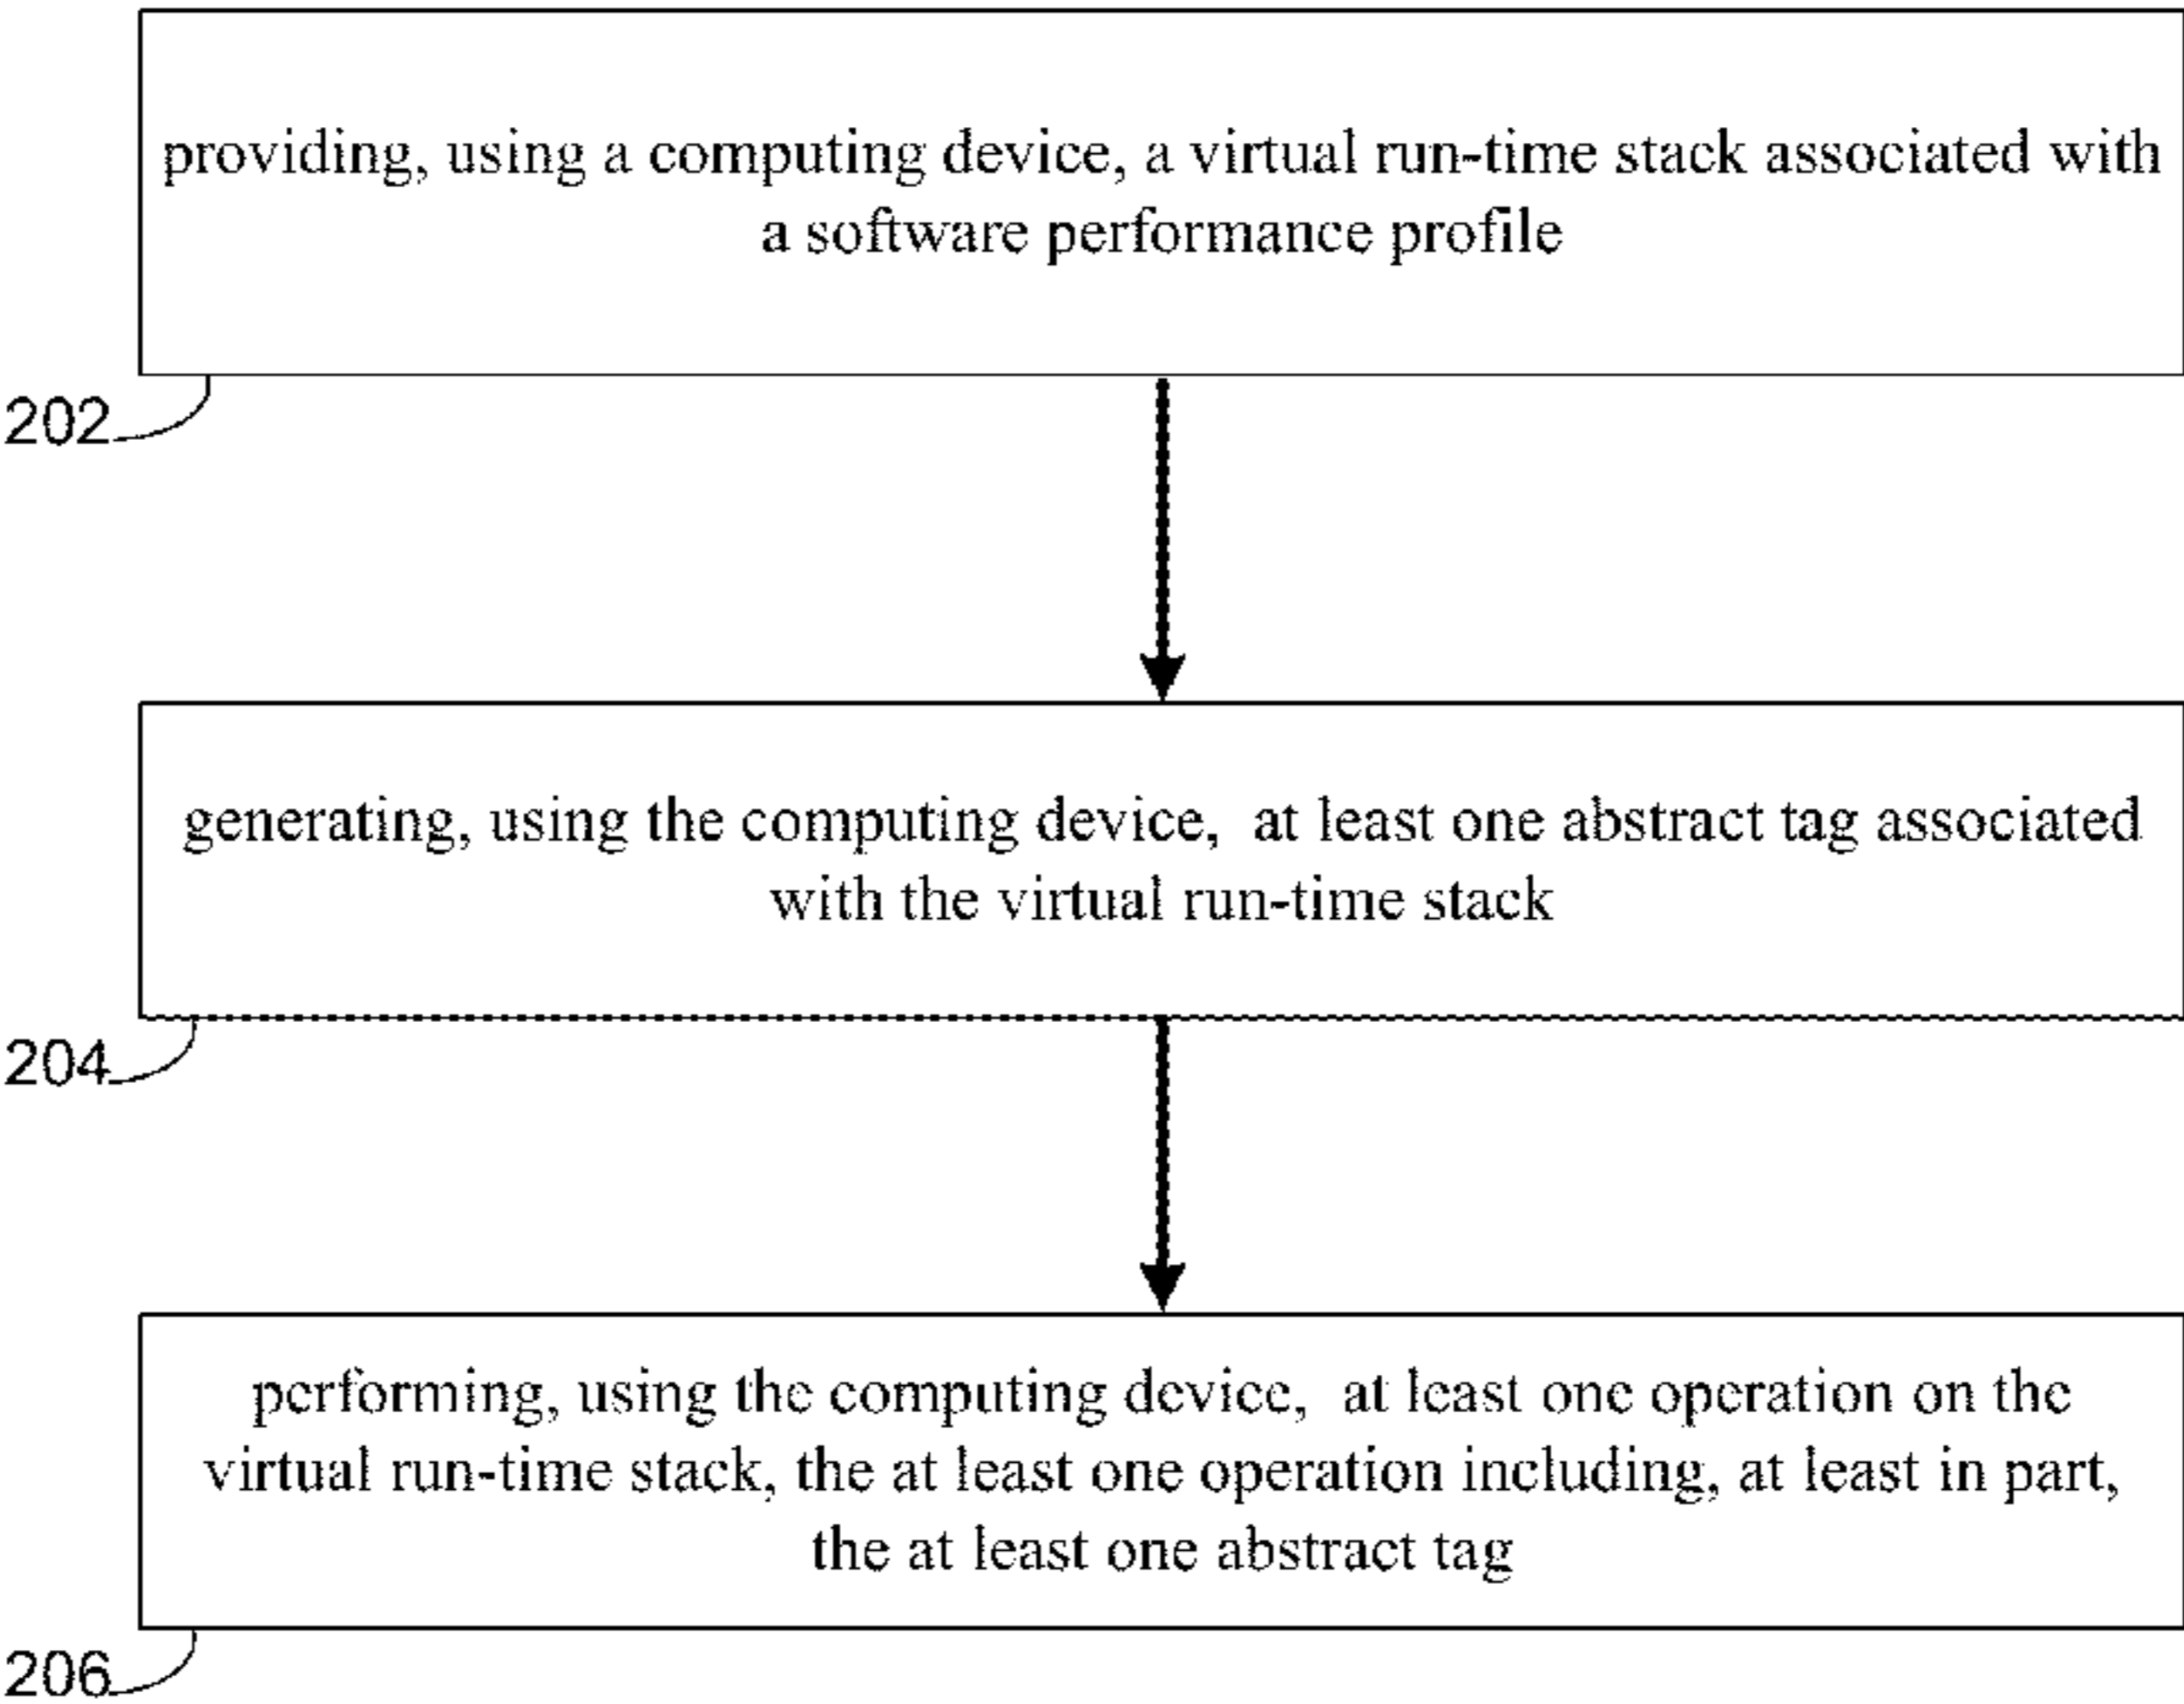 providing, using a computing device, a virtual run-time stack associated with
a software performance profile
202
generating, using the computing device, at least one abstract tag associated
with the virtual run-time stack
204
performing, using the computing device, at least one operation on the
virtual run-time stack, the at least one operation including, at least in part,
the at least one abstract tag
206